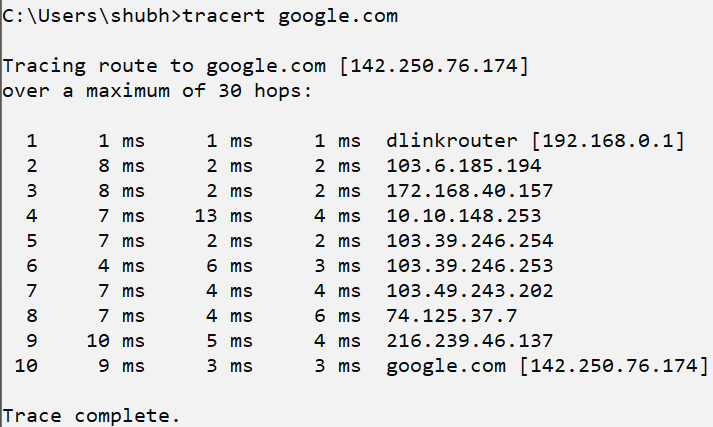 C:\Users\shubh>tracert google.com
Tracing route to google.com [142.250.76.174]
over a maximum of 30 hops:
1 1 ms 1 ms 1 ms dlinkrouter [192.168.0.1]
2 8 ms 2 ms 2 ms 103.6.185.194
3 8 ms 2 ms 2 ms 172.168.40.157
4 7 ms 13 ms 4 ms 10.10.148.253
5 7 ms 2 ms 2 ms 103.39.246.254
6 4 ms 6 ms 3 ms 103.39.246.253
7 7 ms 4 ms 4 ms 103.49.243.202
8 7 ms 4 ms 6 ms 74.125.37.7
9 10 ms 5 ms 4 ms 216.239.46.137
10 9 ms 3 ms 3 ms google.com [142.250.76.174]
Trace complete.